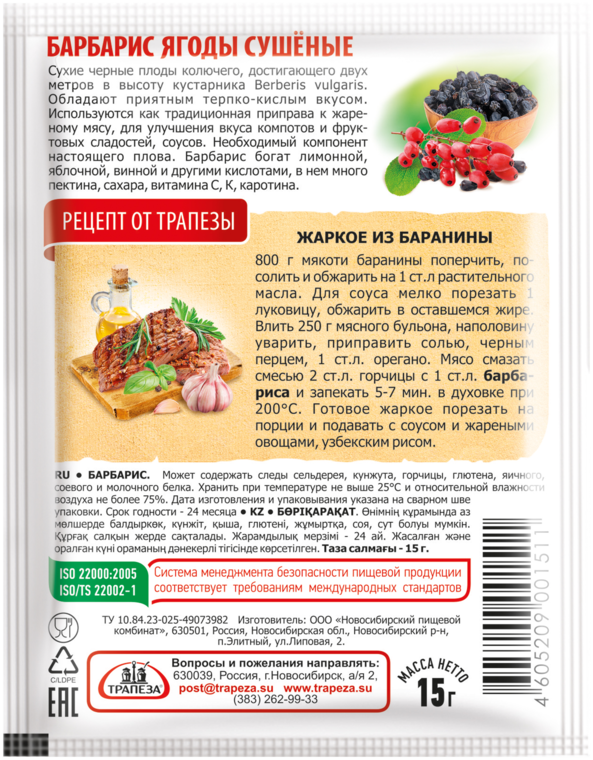 БАРБАРИС ЯГОДЫ СУШЁНЫЕ
Сухие черные плоды колючего, достигающего двух
метров в высоту кустарника Berberis vulgaris.
Обладают приятным терпко-кислым вкусом.
Используются как традиционная приправа к жаре-
ному мясу, для улучшения вкуса компотов и фрук-
товых сладостей, соусов. Необходимый компонент
настоящего плова. Барбарис богат лимонной,
яблочной, винной и другими кислотами, в нем много
пектина, сахара, витамина С, К, каротина.
РЕЦЕПТ ОТ ТРАПЕЗЫ
ЖАРКОЕ ИЗ БАРАНИНЫ
800 г мякоти баранины поперчить, по-
солить и обжарить на 1 ст.л растительного
масла. Для соуса мелко порезать 1
луковицу, обжарить в оставшемся жире.
Влить 250 г мясного бульона, наполовину
уварить, приправить солью, черным
перцем, 1 ст.л. орегано. Мясо смазать
смесью 2 ст.л. горчицы с 1 ст.л. барба-
риса и запекать 5-7 мин. в духовке при
200°С. Готовое жаркое порезать на
порции и подавать с соусом и жареными
овощами, узбекским рисом.
RU • БАРБАРИС. Может содержать следы сельдерея, кунжута, горчицы, глютена, яичного,
соевого и молочного белка. Хранить при температуре не выше 25°С и относительной влажности
воздуха не более 75%. Дата изготовления и упаковывания указана на сварном шве
упаковки. Срок годности - 24 месяца • KZ • БӨРІҚАРАҚАТ. Өнімнің құрамында аз
мөлшерде балдыркөк, күнжіт, қыша, глютені, жұмыртқа, соя, сүт болуы мүмкін.
Құрғақ салқын жерде сақталады. Жарамдылық мерзімі - 24 ай. Жасалған және
оралған күні ораманың дәнекерлі тігісінде көрсетілген. Таза салмағы - 15 г.
ISO 22000:2005
ISO/TS 22002-1
Система менеджмента безопасности пищевой продукции
соответствует требованиям международных стандартов
ТУ 10.84.23-025-49073982 Изготовитель: ООО «Новосибирский пищевой
комбинат», 630501, Россия, Новосибирская обл., Новосибирский р-н,
п.Элитный, ул.Липовая, 2.
C/LDPE
EAC
ТРАПЕЗА®
Вопросы и пожелания направлять:
630039, Россия, г.Новосибирск, а/я 2,
post@trapeza.su www.trapeza.su
(383) 262-99-33
МАССА НЕТТО
15 г
4 605209 001511